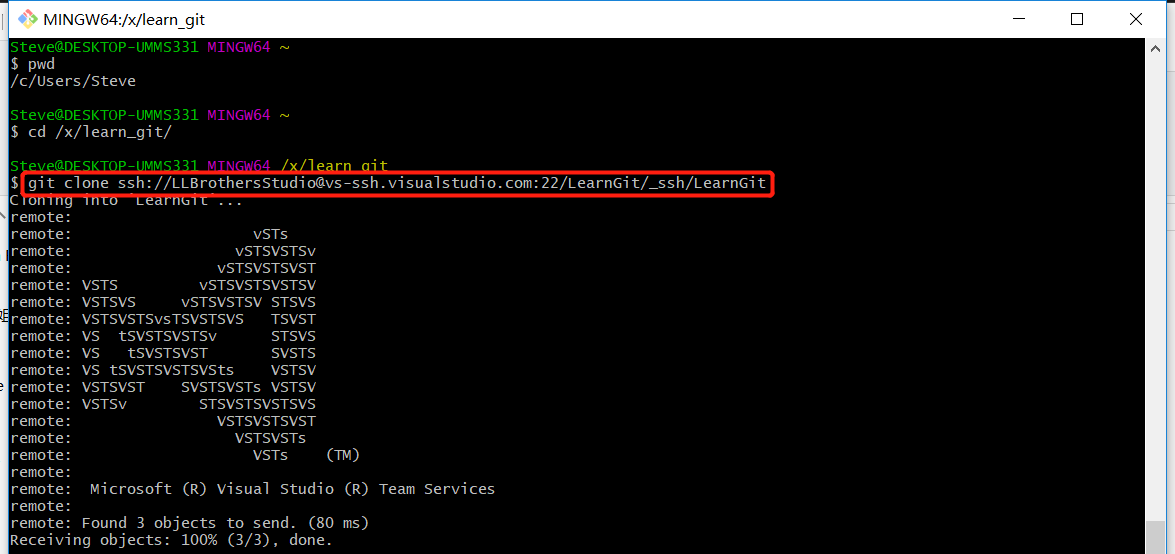 MINGW64:/x/learn_git
Steve@DESKTOP-UMMS331 MINGW64 ~
$ pwd
/c/Users/Steve
Steve@DESKTOP-UMMS331 MINGW64 ~
$ cd /x/learn_git/
Steve@DESKTOP-UMMS331 MINGW64 /x/learn_git
$ git clone ssh://LLBrothersStudio@vs-ssh.visualstudio.com:22/LearnGit/_ssh/LearnGit
Cloning into 'LearnGit'...
remote:
remote:                    vSTs
remote:                  vSTSVSTSv
remote:                vSTSVSTSVST
remote: VSTS         vSTSVSTSVSTSV
remote: VSTSVS     vSTSVSTSV STSVS
remote: VSTSVSTSvsTSVSTSVS   TSVST
remote: VS  tSVSTSVSTSv      STSVS
remote: VS   tSVSTSVST       SVSTS
remote: VS tSVSTSVSTSVSts    VSTSV
remote: VSTSVST    SVSTSVSTs VSTSV
remote: VSTSv        STSVSTSVSTSVS
remote:                VSTSVSTSVST
remote:                  VSTSVSTs
remote:                    VSTs    (TM)
remote:
remote:  Microsoft (R) Visual Studio (R) Team Services
remote:
remote: Found 3 objects to send. (80 ms)
Receiving objects: 100% (3/3), done.